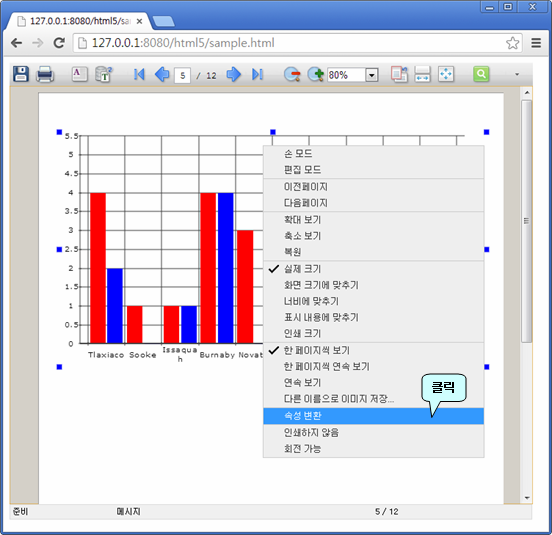 127.0.0.1:8080/html5/sam
127.0.0.1:8080/html5/sample.html
5 / 12
80%
5.5
5
4.5
4
3.5
3
2.5
2
1.5
1
0.5
0
Tlaxiaco Sooke Issaquah Burnaby Novat
손 모드
편집 모드
이전페이지
다음페이지
확대 보기
축소 보기
복원
실제 크기
화면 크기에 맞추기
너비에 맞추기
표시 내용에 맞추기
인쇄 크기
한 페이지씩 보기
한 페이지씩 연속 보기
연속 보기
다른 이름으로 이미지 저장...
속성 변환
인쇄하지 않음
회전 가능
클릭
준비 메시지 5 / 12